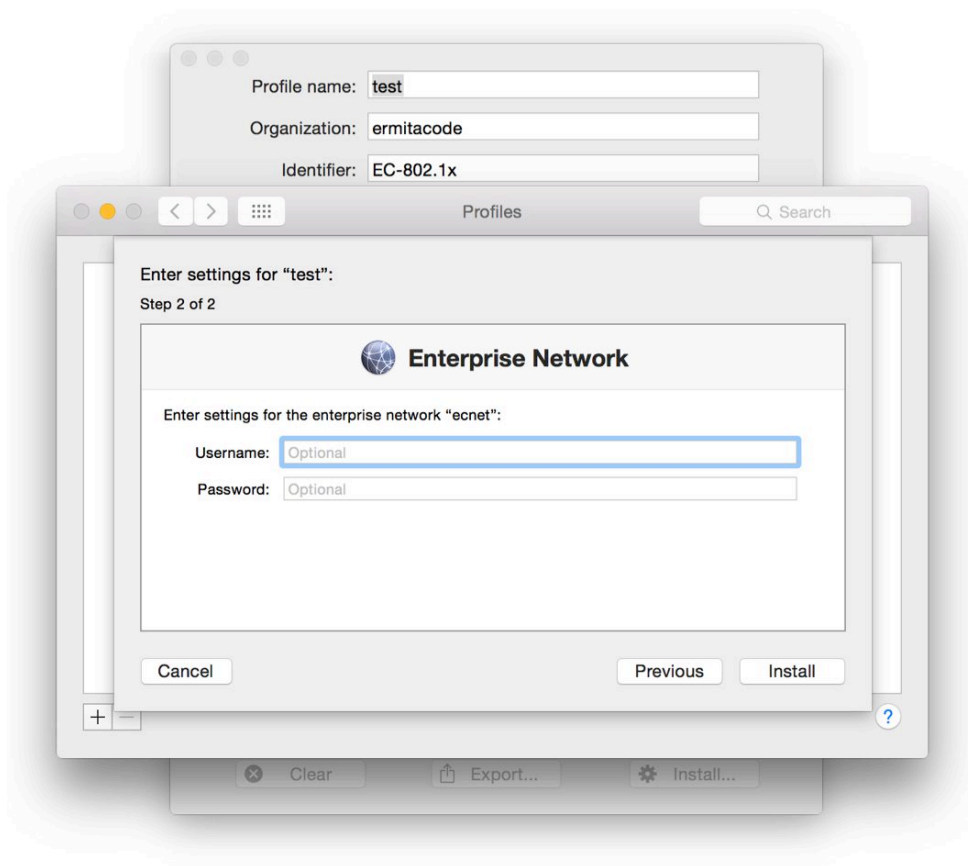 Profile name: test
Organization: ermitacode
Identifier: EC-802.1x
Profiles
Search
Enter settings for “test”:
Step 2 of 2
Enterprise Network
Enter settings for the enterprise network “ecnet”:
Username: Optional
Password: Optional
Cancel Previous Install
+ − ?
Clear Export... Install...